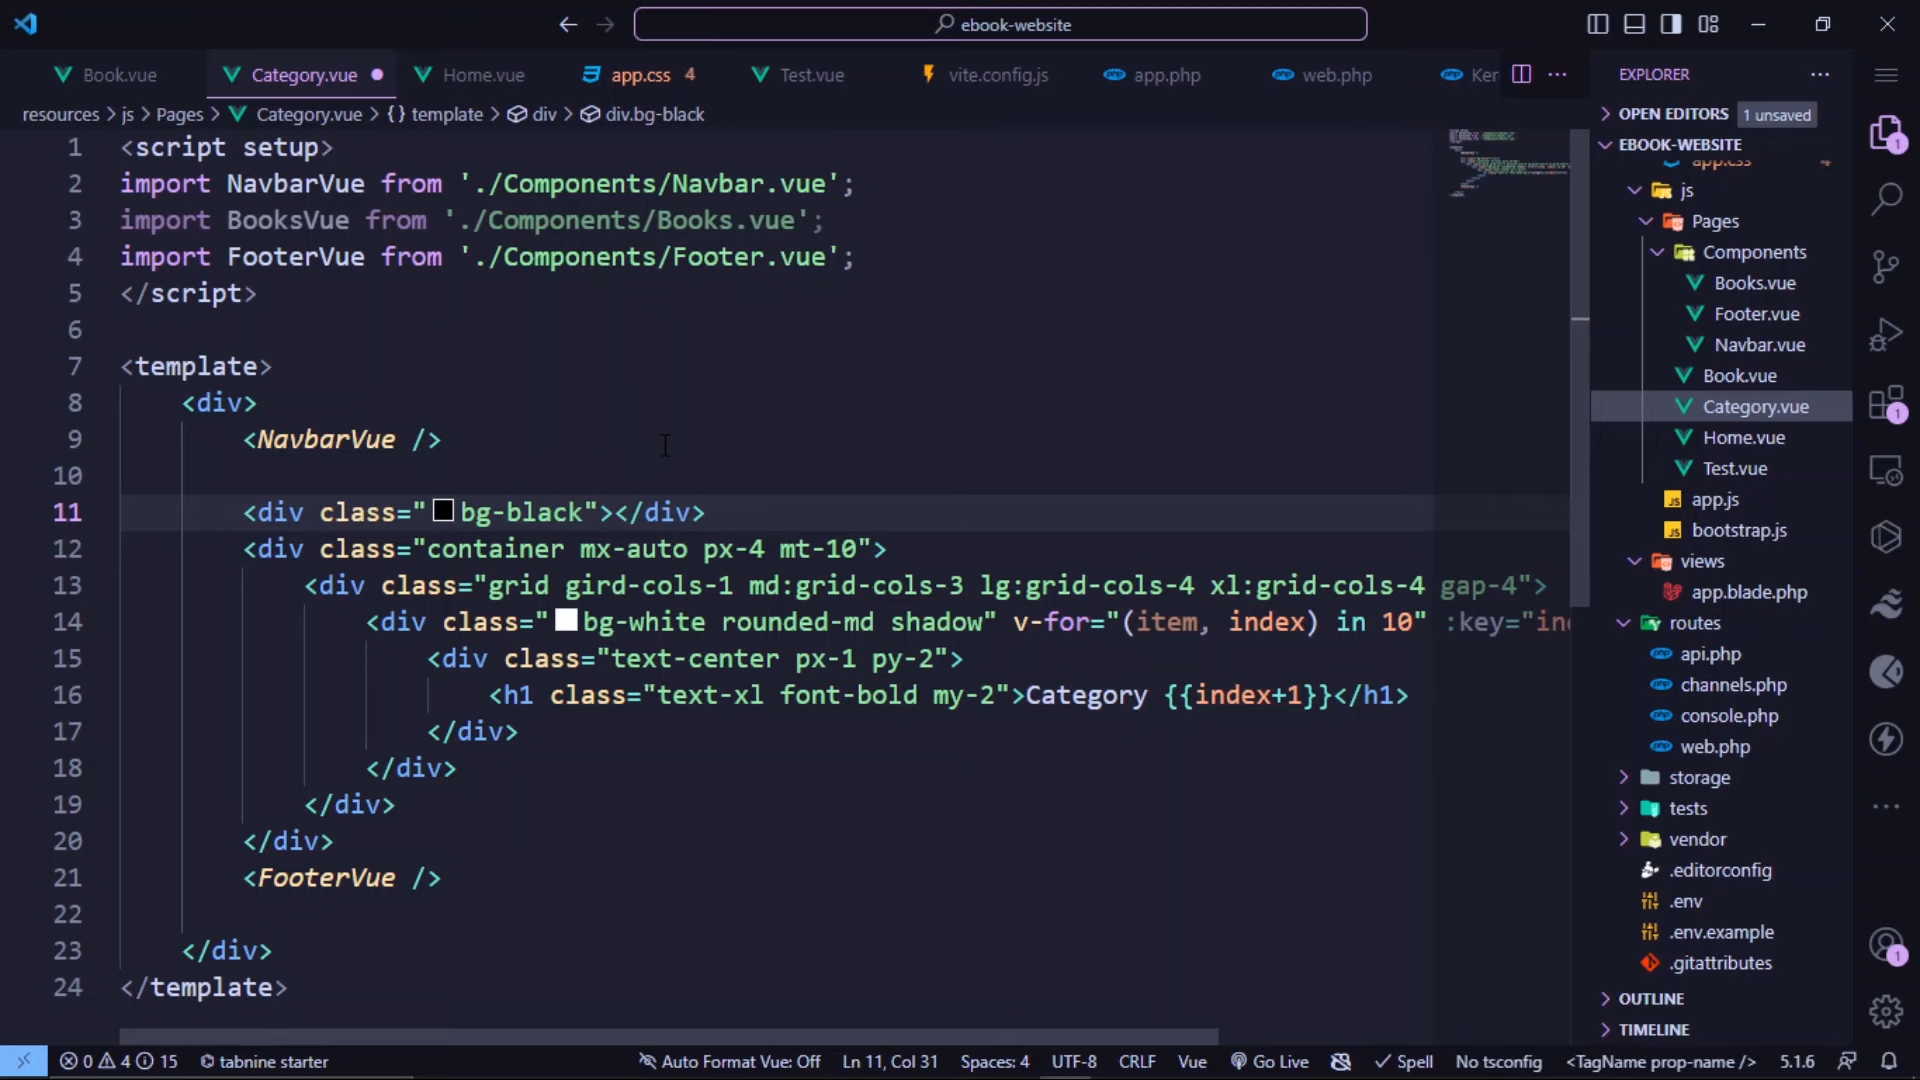 ebook-website
Book.vue
Category.vue
Home.vue
app.css 4
Test.vue
vite.config.js
app.php
web.php
Ker
EXPLORER
resources > js > Pages > Category.vue > {} template > div > div.bg-black
OPEN EDITORS 1 unsaved
EBOOK-WEBSITE
1 <script setup>
2 import NavbarVue from './Components/Navbar.vue';
3 import BooksVue from './Components/Books.vue';
4 import FooterVue from './Components/Footer.vue';
5 </script>
6
7 <template>
8 <div>
9 <NavbarVue />
10
11 <div class="bg-black"></div>
12 <div class="container mx-auto px-4 mt-10">
13 <div class="grid gird-cols-1 md:grid-cols-3 lg:grid-cols-4 xl:grid-cols-4 gap-4">
14 <div class="bg-white rounded-md shadow" v-for="(item, index) in 10" :key="in
15 <div class="text-center px-1 py-2">
16 <h1 class="text-xl font-bold my-2">Category {{index+1}}</h1>
17 </div>
18 </div>
19 </div>
20 </div>
21 <FooterVue />
22
23 </div>
24 </template>
app.css 4
js
Pages
Components
Books.vue
Footer.vue
Navbar.vue
Book.vue
Category.vue
Home.vue
Test.vue
app.js
bootstrap.js
views
app.blade.php
routes
api.php
channels.php
console.php
web.php
storage
tests
vendor
.editorconfig
.env
.env.example
.gitattributes
OUTLINE
TIMELINE
1
1
1
0 4 15 tabnine starter Auto Format Vue: Off Ln 11, Col 31 Spaces: 4 UTF-8 CRLF Vue Go Live Spell No tsconfig <TagName prop-name /> 5.1.6